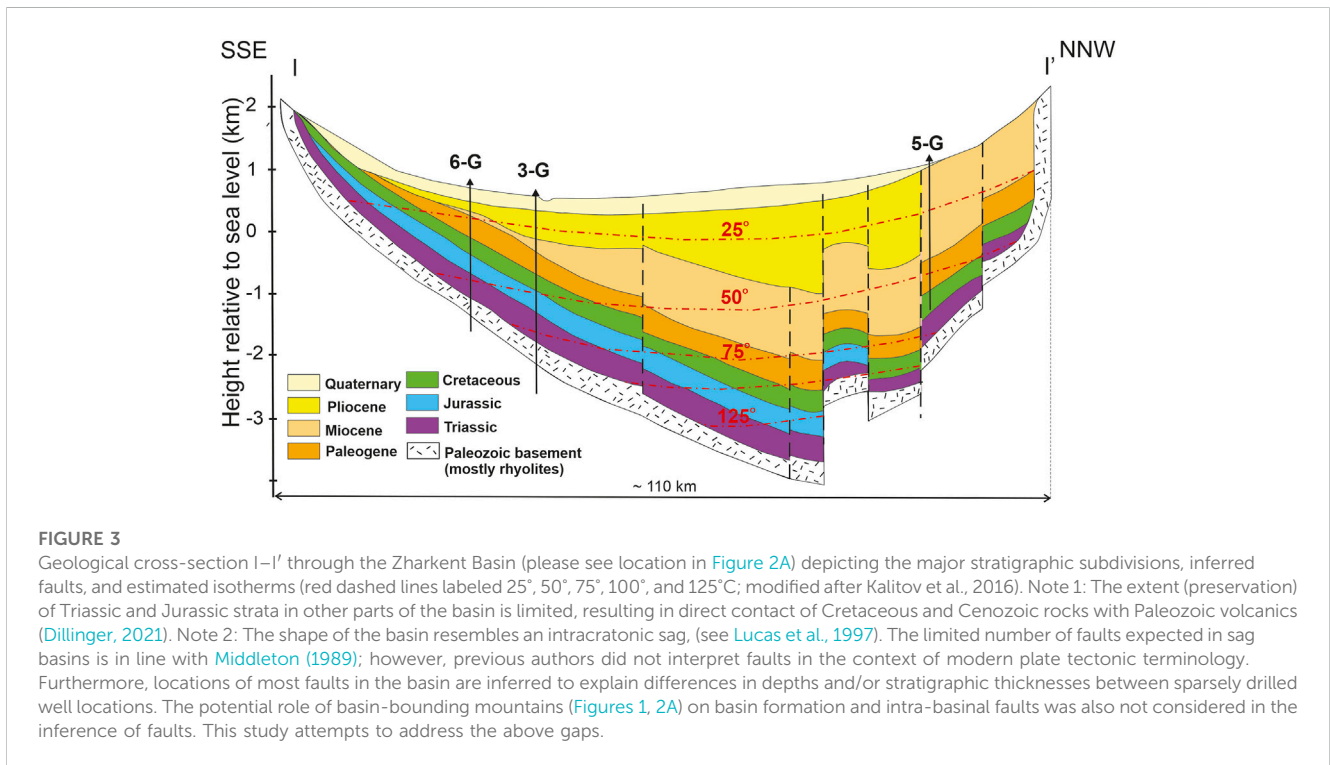 SSE
I
I' NNW
Height relative to sea level (km)
2
1
0
-1
-2
-3
6-G
3-G
5-G
25°
50°
75°
125°
Quaternary
Pliocene
Miocene
Paleogene
Cretaceous
Jurassic
Triassic
Paleozoic basement
(mostly rhyolites)
~ 110 km
FIGURE 3
Geological cross-section I–I′ through the Zharkent Basin (please see location in Figure 2A) depicting the major stratigraphic subdivisions, inferred
faults, and estimated isotherms (red dashed lines labeled 25°, 50°, 75°, 100°, and 125°C; modified after Kalitov et al., 2016). Note 1: The extent (preservation)
of Triassic and Jurassic strata in other parts of the basin is limited, resulting in direct contact of Cretaceous and Cenozoic rocks with Paleozoic volcanics
(Dillinger, 2021). Note 2: The shape of the basin resembles an intracratonic sag, (see Lucas et al., 1997). The limited number of faults expected in sag
basins is in line with Middleton (1989); however, previous authors did not interpret faults in the context of modern plate tectonic terminology.
Furthermore, locations of most faults in the basin are inferred to explain differences in depths and/or stratigraphic thicknesses between sparsely drilled
well locations. The potential role of basin-bounding mountains (Figures 1, 2A) on basin formation and intra-basinal faults was also not considered in the
inference of faults. This study attempts to address the above gaps.